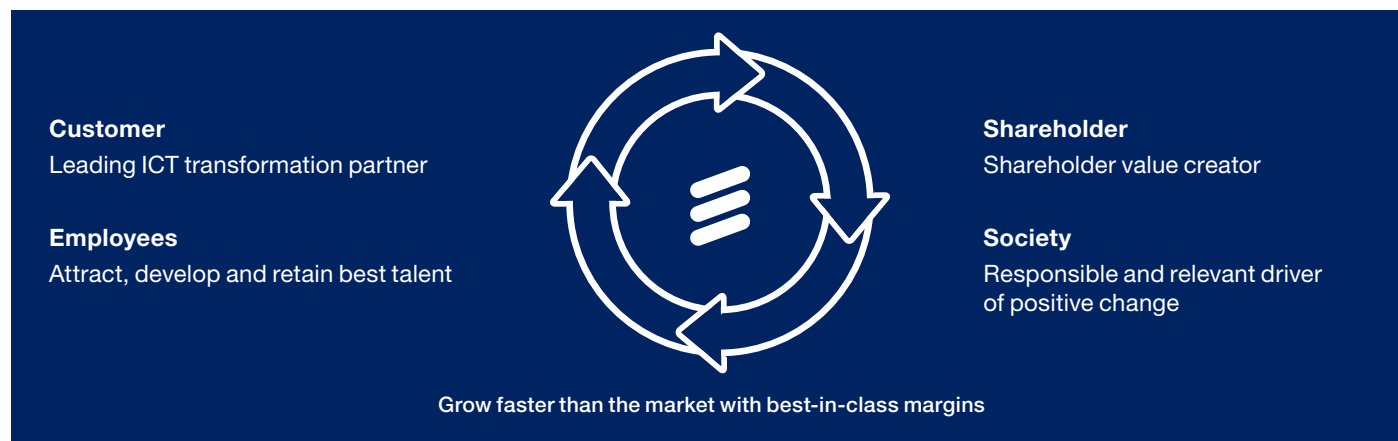 Customer
Leading ICT transformation partner
Employees
Attract, develop and retain best talent
Shareholder
Shareholder value creator
Society
Responsible and relevant driver
of positive change
Grow faster than the market with best-in-class margins